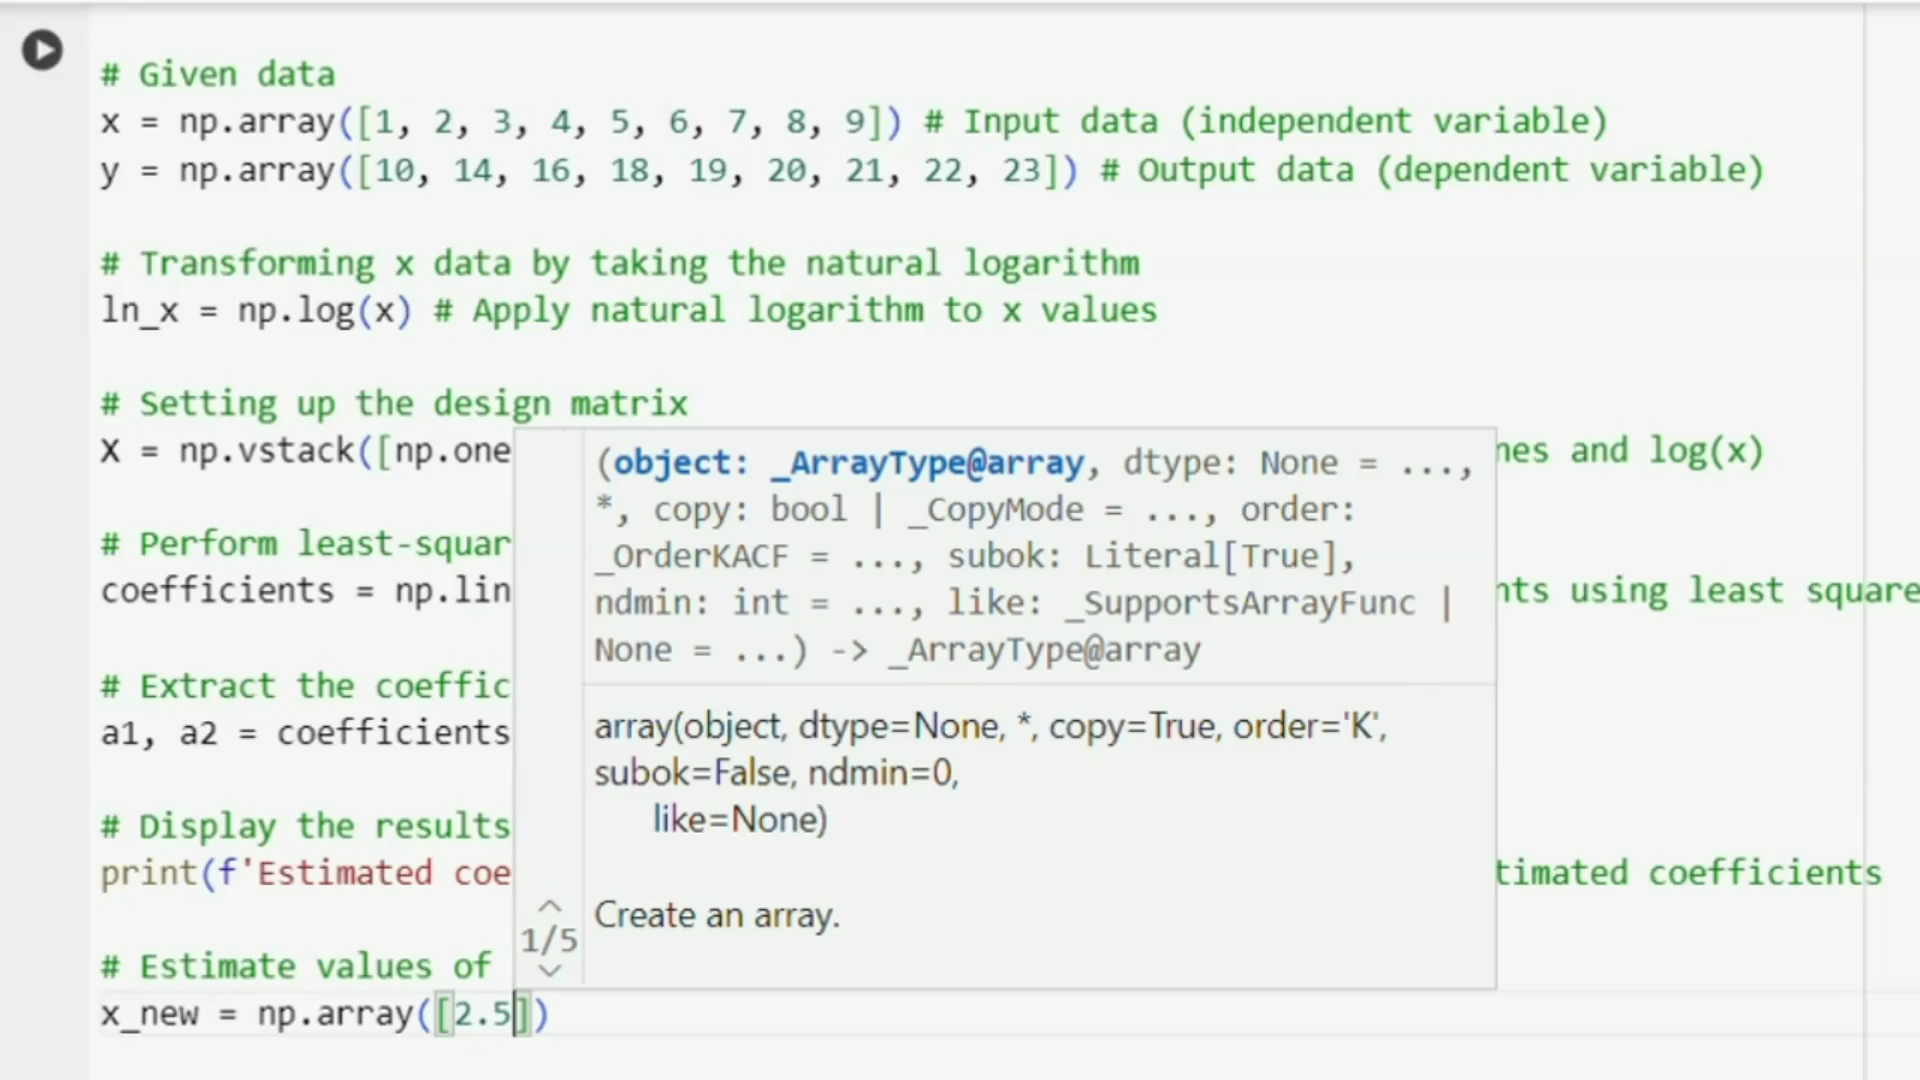 # Given data
x = np.array([1, 2, 3, 4, 5, 6, 7, 8, 9]) # Input data (independent variable)
y = np.array([10, 14, 16, 18, 19, 20, 21, 22, 23]) # Output data (dependent variable)
# Transforming x data by taking the natural logarithm
ln_x = np.log(x) # Apply natural logarithm to x values
# Setting up the design matrix
X = np.vstack([np.one nes and log(x)
# Perform least-squar
coefficients = np.lin nts using least square
# Extract the coeffic
a1, a2 = coefficients
# Display the results
print(f'Estimated coe timated coefficients
# Estimate values of
x_new = np.array([2.5])
(object: _ArrayType@array, dtype: None = ...,
*, copy: bool | _CopyMode = ..., order:
_OrderKACF = ..., subok: Literal[True],
ndmin: int = ..., like: _SupportsArrayFunc |
None = ...) -> _ArrayType@array
array(object, dtype=None, *, copy=True, order='K',
subok=False, ndmin=0,
like=None)
Create an array.
1/5